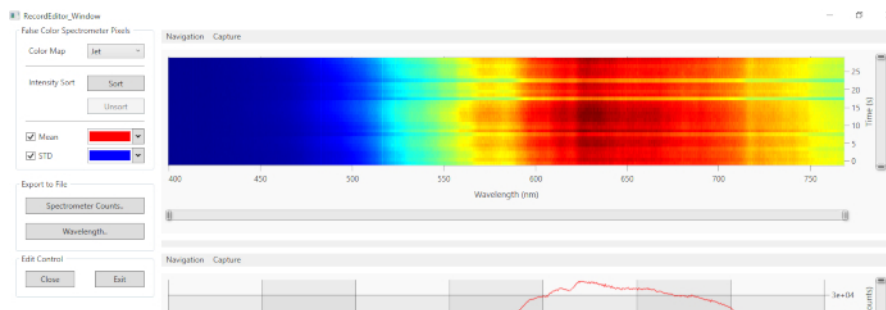 RecordEditor_Window
False Color Spectrometer Pixels
Color Map
Jet
Intensity Sort
Sort
Unsort
Mean
STD
Export to File
Spectrometer Counts..
Wavelength..
Edit Control
Close
Exit
Navigation Capture
25
20
15
10
5
0
Time [s]
400 450 500 550 600 650 700 750
Wavelength (nm)
Navigation Capture
3e+04
ounts)